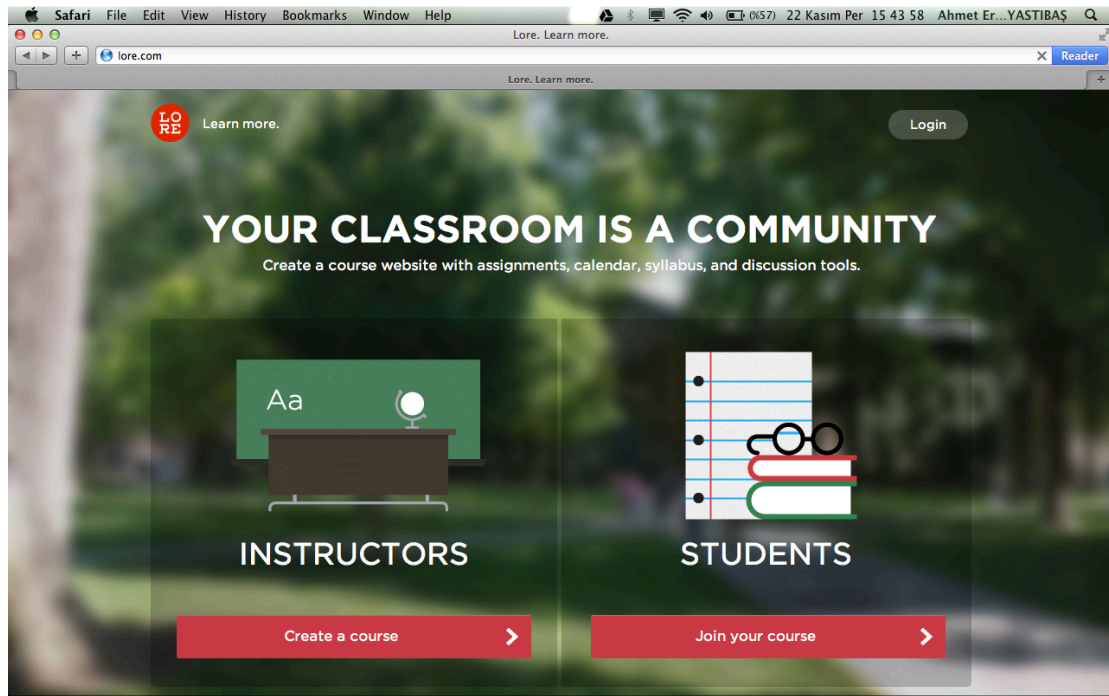 Safari File Edit View History Bookmarks Window Help (%57) 22 Kasım Per 15 43 58 Ahmet Er...YASTIBAŞ
Lore. Learn more.
lore.com Reader
Lore. Learn more.
LO
RE
Learn more.
Login
YOUR CLASSROOM IS A COMMUNITY
Create a course website with assignments, calendar, syllabus, and discussion tools.
Aa
INSTRUCTORS
STUDENTS
Create a course
Join your course